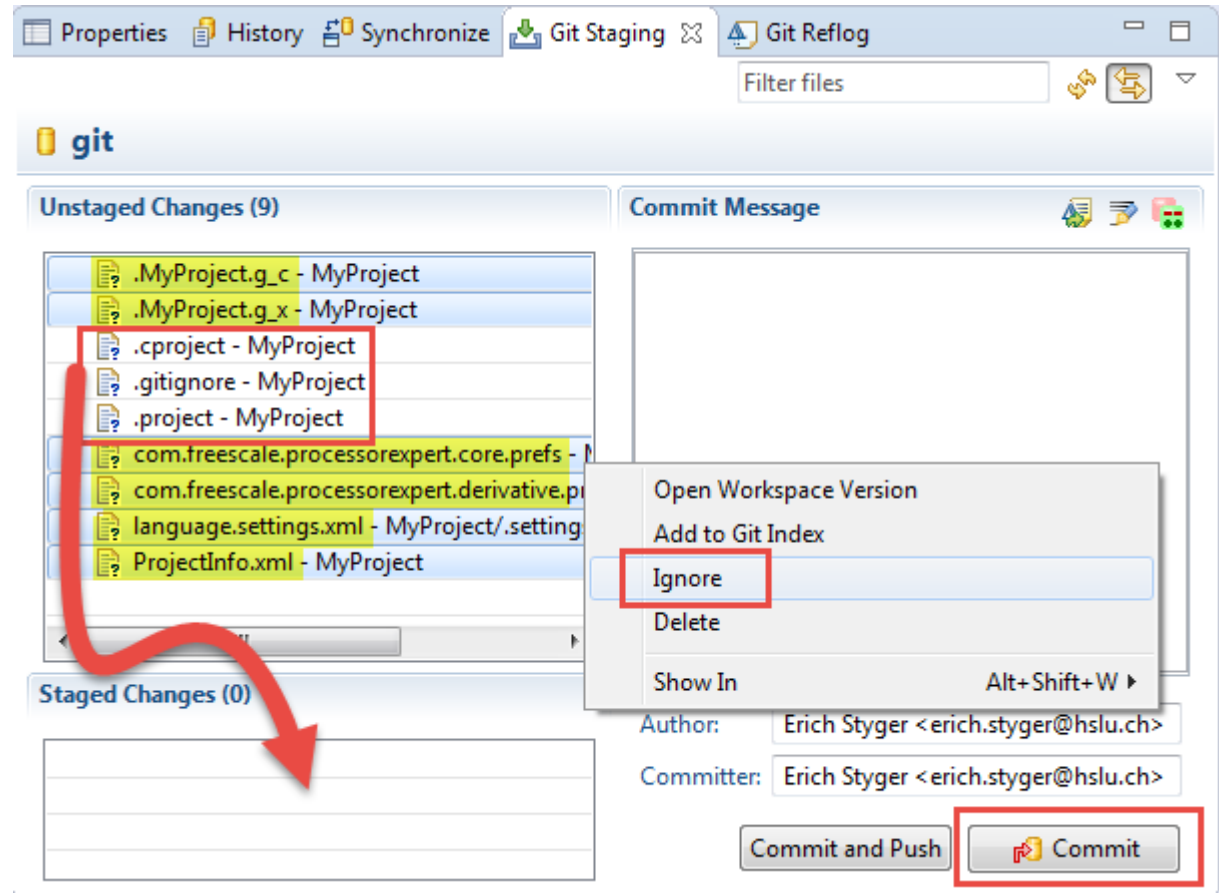 Properties History Synchronize Git Staging Git Reflog
Filter files
git
Unstaged Changes (9)
.MyProject.g_c - MyProject
.MyProject.g_x - MyProject
.cproject - MyProject
.gitignore - MyProject
.project - MyProject
com.freescale.processorexpert.core.prefs -
com.freescale.processorexpert.derivative.
language.settings.xml - MyProject/.setting
ProjectInfo.xml - MyProject
Staged Changes (0)
Commit Message
Open Workspace Version
Add to Git Index
Ignore
Delete
Show In Alt+Shift+W
Author: Erich Styger <erich.styger@hslu.ch>
Committer: Erich Styger <erich.styger@hslu.ch>
Commit and Push Commit